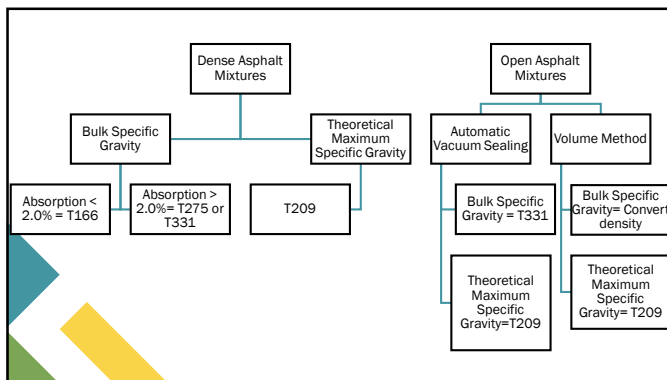 Dense Asphalt
Mixtures
Open Asphalt
Mixtures
Bulk Specific
Gravity
Theoretical
Maximum
Specific Gravity
Automatic
Vacuum Sealing
Volume Method
Absorption <
2.0%= T166
Absorption >
2.0%= T275 or
T331
T209
Bulk Specific
Gravity = T331
Bulk Specific
Gravity= Convert
density
Theoretical
Maximum
Specific
Gravity=T209
Theoretical
Maximum
Specific
Gravity= T209